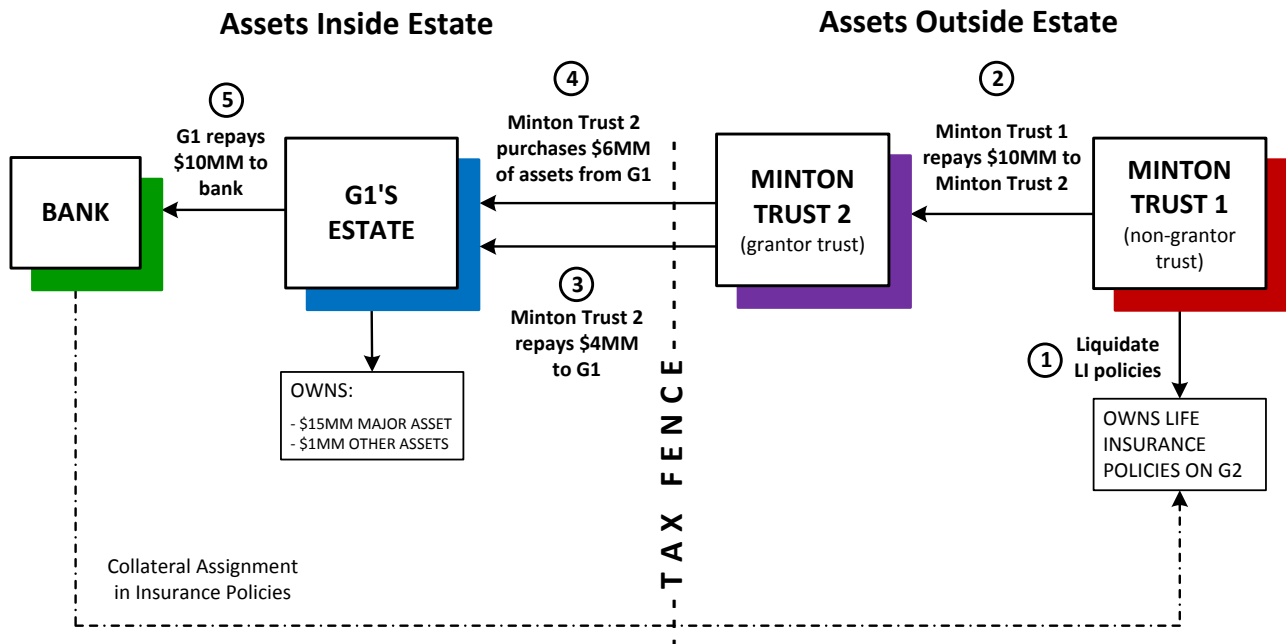 Assets Inside Estate
Assets Outside Estate
5
G1 repays
$10MM to
bank
4
Minton Trust 2
purchases $6MM
of assets from G1
2
Minton Trust 1
repays $10MM to
Minton Trust 2
BANK
G1'S
ESTATE
MINTON
TRUST 2
(grantor trust)
MINTON
TRUST 1
(non-grantor
trust)
3
Minton Trust 2
repays $4MM
to G1
1
Liquidate
LI policies
OWNS:
- $15MM MAJOR ASSET
- $1MM OTHER ASSETS
TAX FENCE
OWNS LIFE
INSURANCE
POLICIES ON G2
Collateral Assignment
in Insurance Policies